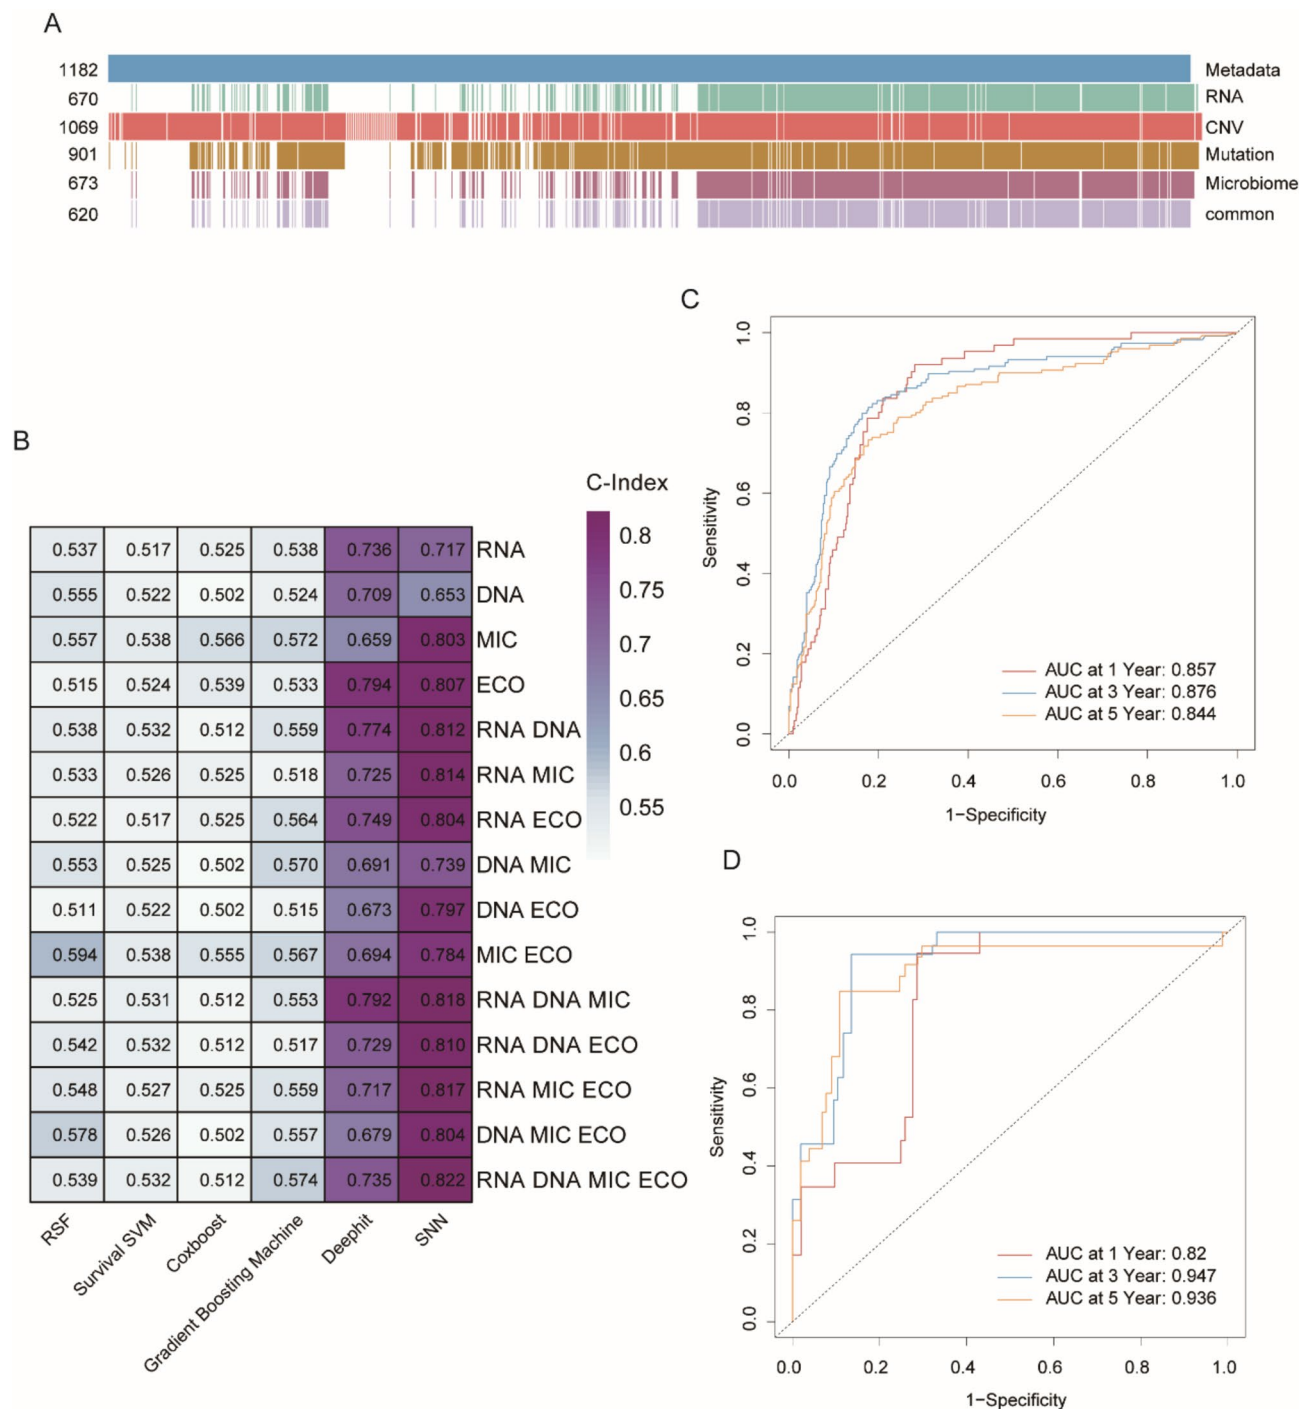 A
1182 Metadata
670 RNA
1069 CNV
901 Mutation
673 Microbiome
620 common
B
C-Index
0.8
0.75
0.7
0.65
0.6
0.55
0.537 0.517 0.525 0.538 0.736 0.717 RNA
0.555 0.522 0.502 0.524 0.709 0.653 DNA
0.557 0.538 0.566 0.572 0.659 0.803 MIC
0.515 0.524 0.539 0.533 0.794 0.807 ECO
0.538 0.532 0.512 0.559 0.774 0.812 RNA DNA
0.533 0.526 0.525 0.518 0.725 0.814 RNA MIC
0.522 0.517 0.525 0.564 0.749 0.804 RNA ECO
0.553 0.525 0.502 0.570 0.691 0.739 DNA MIC
0.511 0.522 0.502 0.515 0.673 0.797 DNA ECO
0.594 0.538 0.555 0.567 0.694 0.784 MIC ECO
0.525 0.531 0.512 0.553 0.792 0.818 RNA DNA MIC
0.542 0.532 0.512 0.517 0.729 0.810 RNA DNA ECO
0.548 0.527 0.525 0.559 0.717 0.817 RNA MIC ECO
0.578 0.526 0.502 0.557 0.679 0.804 DNA MIC ECO
0.539 0.532 0.512 0.574 0.735 0.822 RNA DNA MIC ECO
RSF
Survival SVM
Coxboost
Gradient Boosting Machine
Deephit
SNN
C
Sensitivity
1.0
0.8
0.6
0.4
0.2
0.0
AUC at 1 Year: 0.857
AUC at 3 Year: 0.876
AUC at 5 Year: 0.844
0.0 0.2 0.4 0.6 0.8 1.0
1−Specificity
D
Sensitivity
1.0
0.8
0.6
0.4
0.2
0.0
AUC at 1 Year: 0.82
AUC at 3 Year: 0.947
AUC at 5 Year: 0.936
0.0 0.2 0.4 0.6 0.8 1.0
1−Specificity